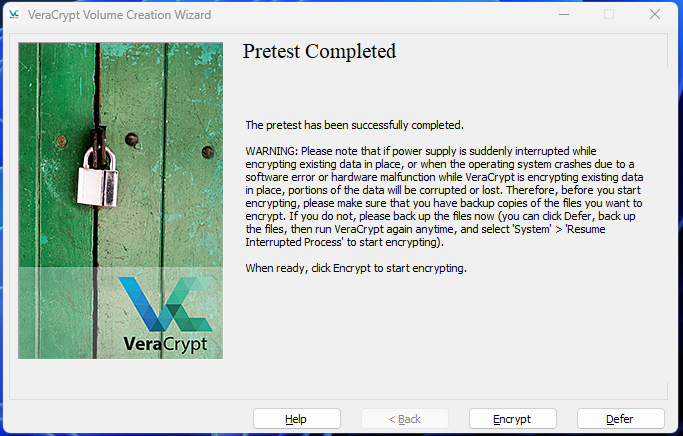 VeraCrypt Volume Creation Wizard
Pretest Completed
The pretest has been successfully completed.
WARNING: Please note that if power supply is suddenly interrupted while
encrypting existing data in place, or when the operating system crashes due to a
software error or hardware malfunction while VeraCrypt is encrypting existing data
in place, portions of the data will be corrupted or lost. Therefore, before you start
encrypting, please make sure that you have backup copies of the files you want to
encrypt. If you do not, please back up the files now (you can click Defer, back up
the files, then run VeraCrypt again anytime, and select 'System' > 'Resume
Interrupted Process' to start encrypting).
When ready, click Encrypt to start encrypting.
VeraCrypt
Help
< Back
Encrypt
Defer